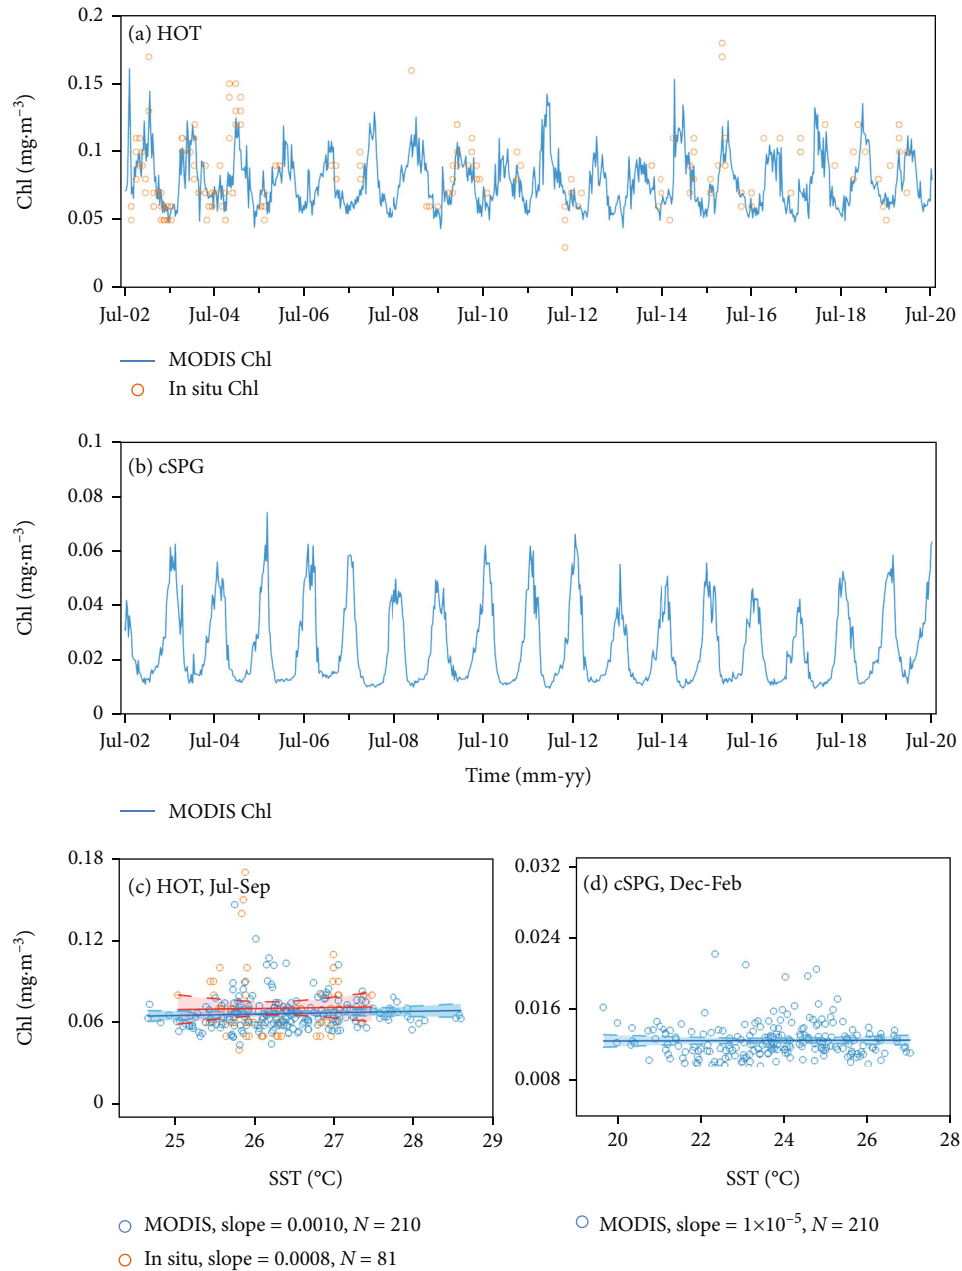 (a) HOT
0.2
0.15
0.1
0.05
0
Chl (mg·m⁻³)
Jul-02 Jul-04 Jul-06 Jul-08 Jul-10 Jul-12 Jul-14 Jul-16 Jul-18 Jul-20
MODIS Chl
In situ Chl
(b) cSPG
0.1
0.08
0.06
0.04
0.02
0
Chl (mg·m⁻³)
Jul-02 Jul-04 Jul-06 Jul-08 Jul-10 Jul-12 Jul-14 Jul-16 Jul-18 Jul-20
Time (mm-yy)
MODIS Chl
(c) HOT, Jul-Sep
0.18
0.12
0.06
0
Chl (mg·m⁻³)
25 26 27 28 29
SST (°C)
MODIS, slope = 0.0010, N = 210
In situ, slope = 0.0008, N = 81
(d) cSPG, Dec-Feb
0.032
0.024
0.016
0.008
20 22 24 26 28
SST (°C)
MODIS, slope = 1×10⁻⁵, N = 210